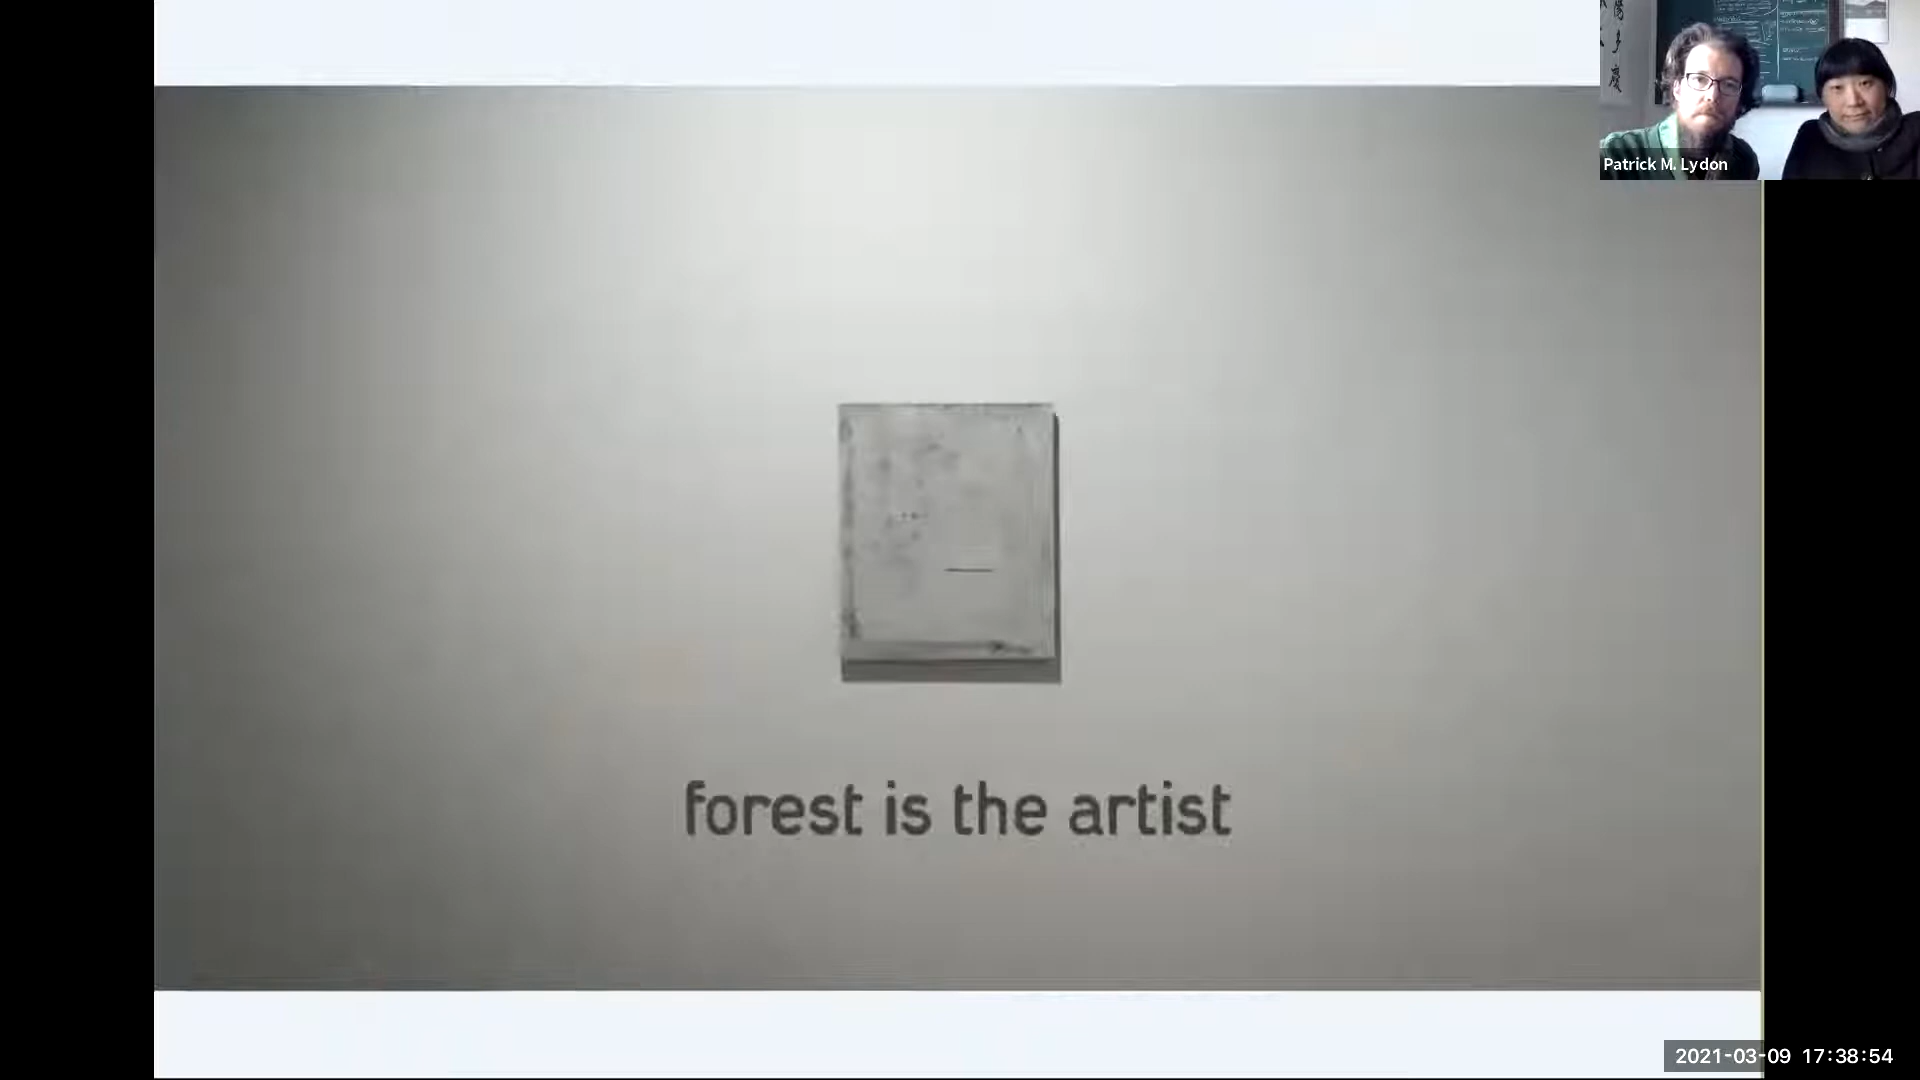 Patrick M. Lydon
forest is the artist
2021-03-09 17:38:54